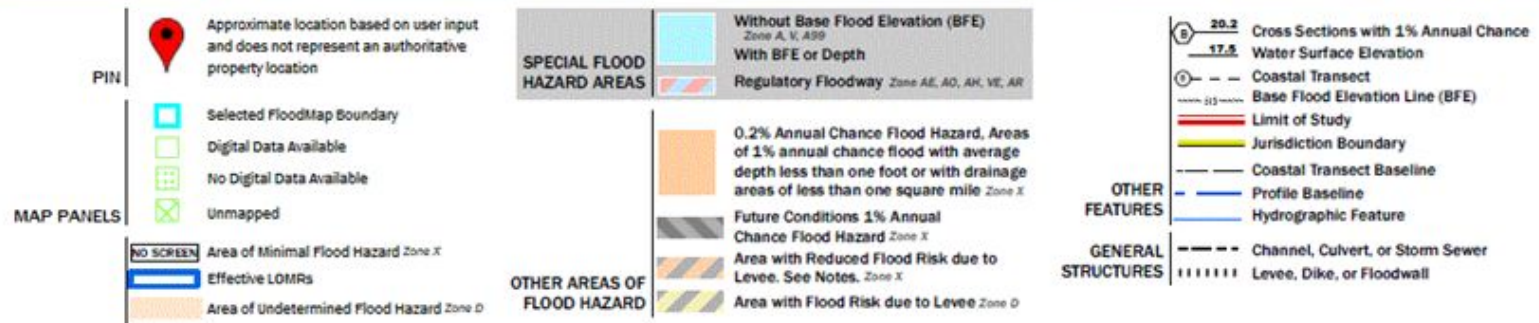 PIN
Approximate location based on user input
and does not represent an authoritative
property location
MAP PANELS
Selected FloodMap Boundary
Digital Data Available
No Digital Data Available
Unmapped
NO SCREEN Area of Minimal Flood Hazard Zone X
Effective LOMRs
Area of Undetermined Flood Hazard Zone D
SPECIAL FLOOD
HAZARD AREAS
Without Base Flood Elevation (BFE)
Zone A, V, A99
With BFE or Depth
Regulatory Floodway Zone AE, AO, AH, VE, AR
OTHER AREAS OF
FLOOD HAZARD
0.2% Annual Chance Flood Hazard, Areas
of 1% annual chance flood with average
depth less than one foot or with drainage
areas of less than one square mile Zone X
Future Conditions 1% Annual
Chance Flood Hazard Zone X
Area with Reduced Flood Risk due to
Levee. See Notes. Zone X
Area with Flood Risk due to Levee Zone D
OTHER
FEATURES
B 20.2 Cross Sections with 1% Annual Chance
17.5 Water Surface Elevation
Coastal Transect
Base Flood Elevation Line (BFE)
Limit of Study
Jurisdiction Boundary
Coastal Transect Baseline
Profile Baseline
Hydrographic Feature
GENERAL
STRUCTURES
Channel, Culvert, or Storm Sewer
Levee, Dike, or Floodwall